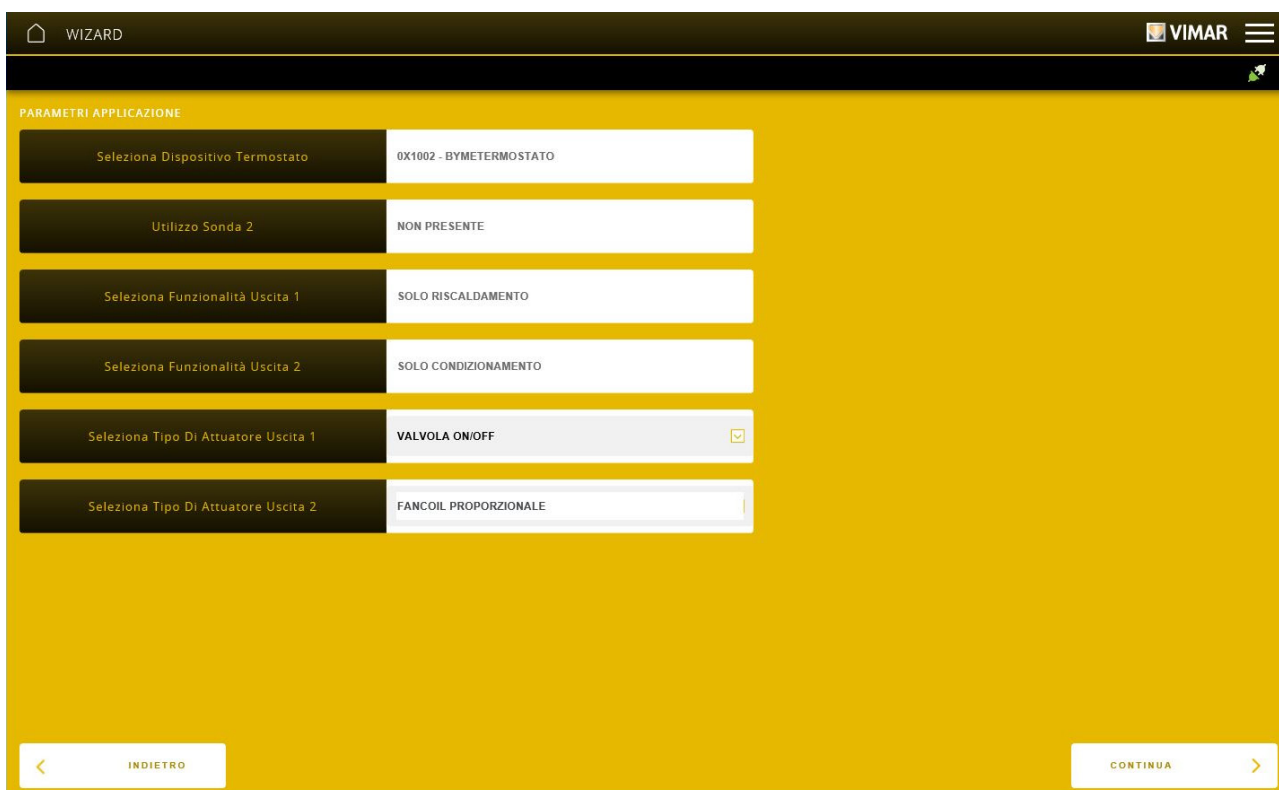 WIZARD
VIMAR
PARAMETRI APPLICAZIONE
Seleziona Dispositivo Termostato
0X1002 - BYMETERMOSTATO
Utilizzo Sonda 2
NON PRESENTE
Seleziona Funzionalità Uscita 1
SOLO RISCALDAMENTO
Seleziona Funzionalità Uscita 2
SOLO CONDIZIONAMENTO
Seleziona Tipo Di Attuatore Uscita 1
VALVOLA ON/OFF
Seleziona Tipo Di Attuatore Uscita 2
FANCOIL PROPORZIONALE
INDIETRO
CONTINUA